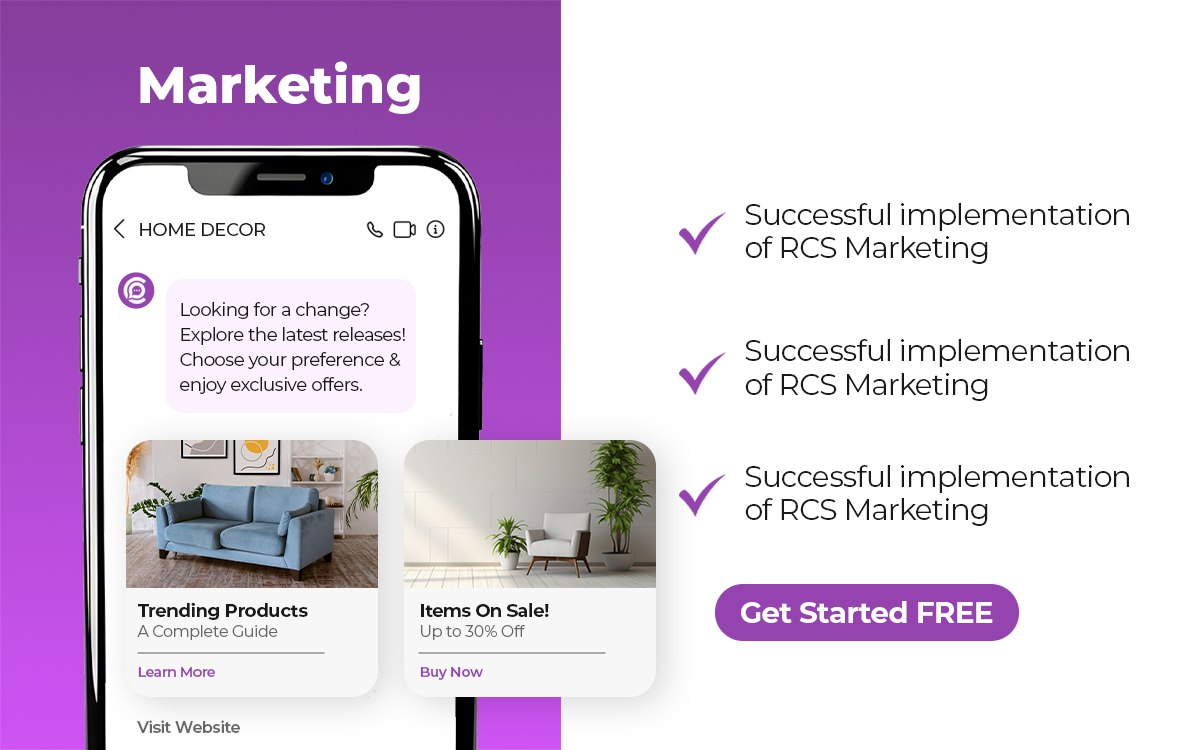 Marketing
HOME DECOR
Looking for a change?
Explore the latest releases!
Choose your preference &
enjoy exclusive offers.
Trending Products
A Complete Guide
Learn More
Items On Sale!
Up to 30% Off
Buy Now
Visit Website
Successful implementation
of RCS Marketing
Successful implementation
of RCS Marketing
Successful implementation
of RCS Marketing
Get Started FREE